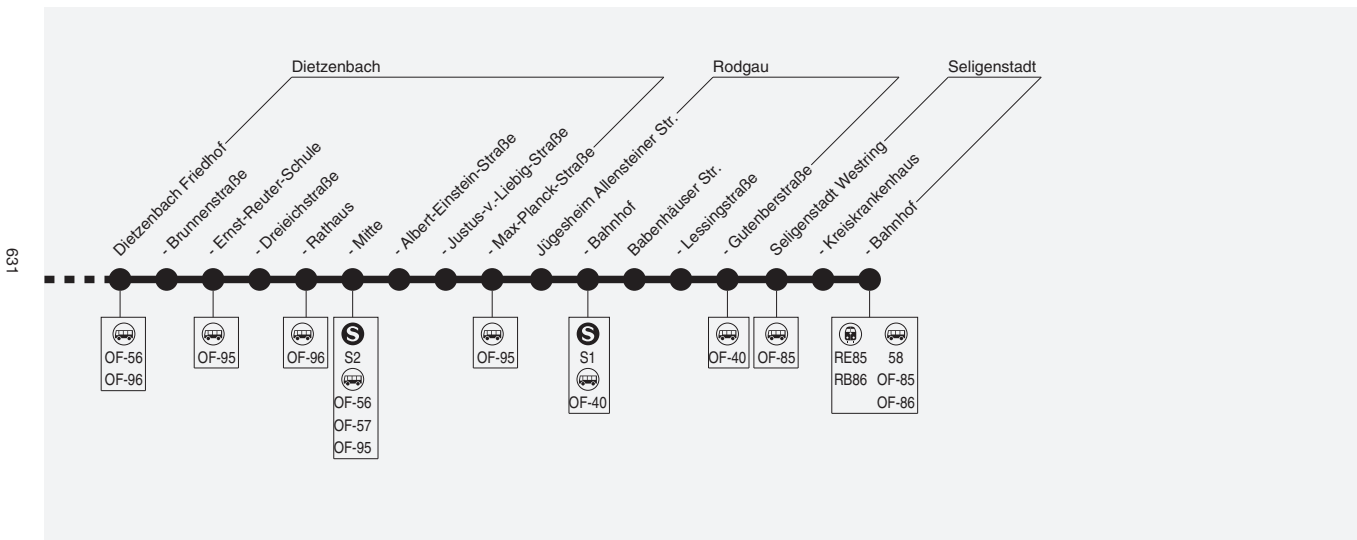 Dietzenbach
Rodgau
Seligenstadt
Dietzenbach Friedhof
- Brunnenstraße
- Ernst-Reuter-Schule
- Dreieichstraße
- Rathaus
- Mitte
- Albert-Einstein-Straße
- Justus-v.-Liebig-Straße
- Max-Planck-Straße
Jügesheim Allensteiner Str.
- Bahnhof
Babenhäuser Str.
- Lessingstraße
- Gutenberstraße
Seligenstadt Westring
- Kreiskrankenhaus
- Bahnhof
631
OF-56
OF-96
OF-95
OF-96
S
S2
OF-56
OF-57
OF-95
OF-95
S
S1
OF-40
OF-40
OF-85
RE85 58
RB86 OF-85
OF-86